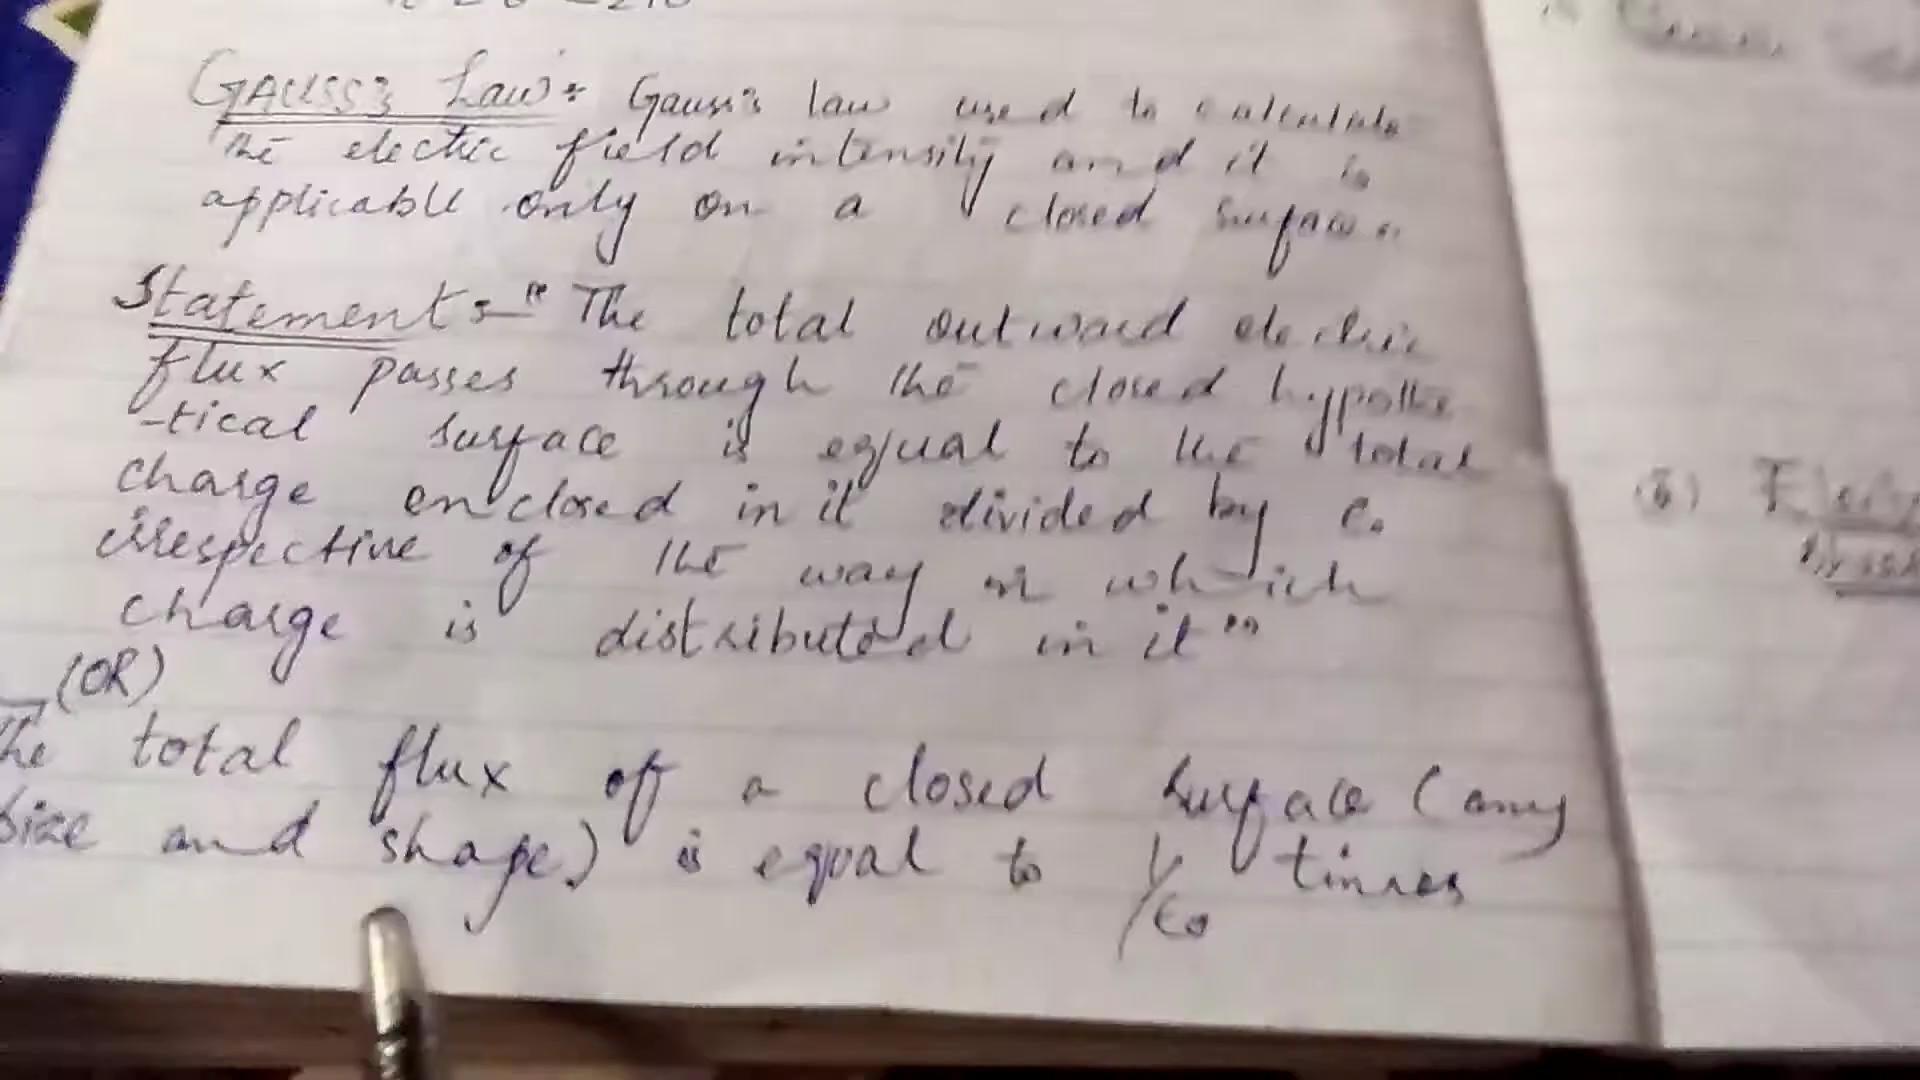 GAUSS's Law:- Gauss's law used to calculate
the electric field intensity and it is
applicable only on a closed surface.
Statement:- "The total outward electric
flux passes through the closed hypothe
-tical surface is equal to the total
charge enclosed in it divided by ε₀
irrespective of the way in which
charge is distributed in it"
(OR)
The total flux of a closed surface (any
size and shape) is equal to 1/ε₀ times
(6)